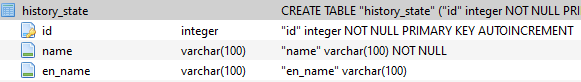 history_state CREATE TABLE "history_state" ("id" integer NOT NULL PRI
id integer "id" integer NOT NULL PRIMARY KEY AUTOINCREMENT
name varchar(100) "name" varchar(100) NOT NULL
en_name varchar(100) "en_name" varchar(100)